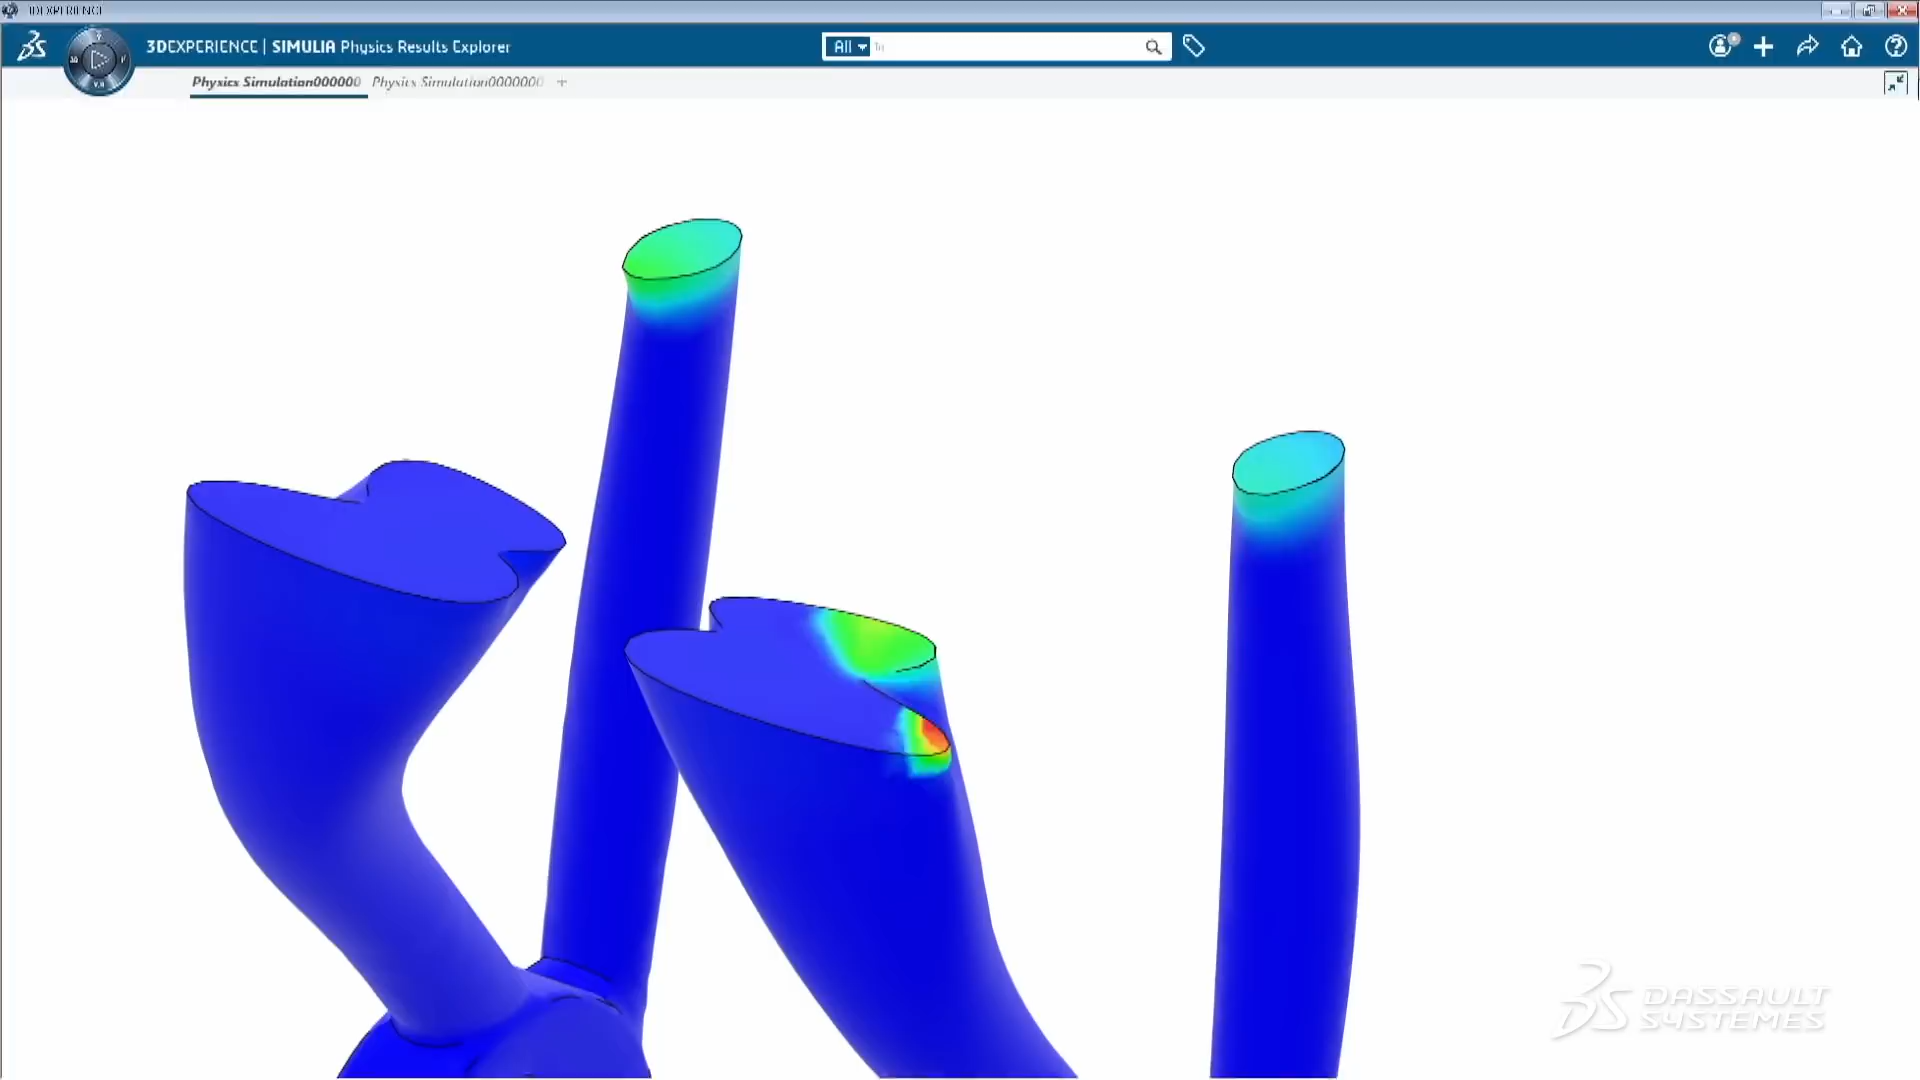 3DEXPERIENCE
3DEXPERIENCE | SIMULIA Physics Results Explorer
All
Physics Simulation000000 Physics Simulation0000000 +
DASSAULT
SYSTEMES